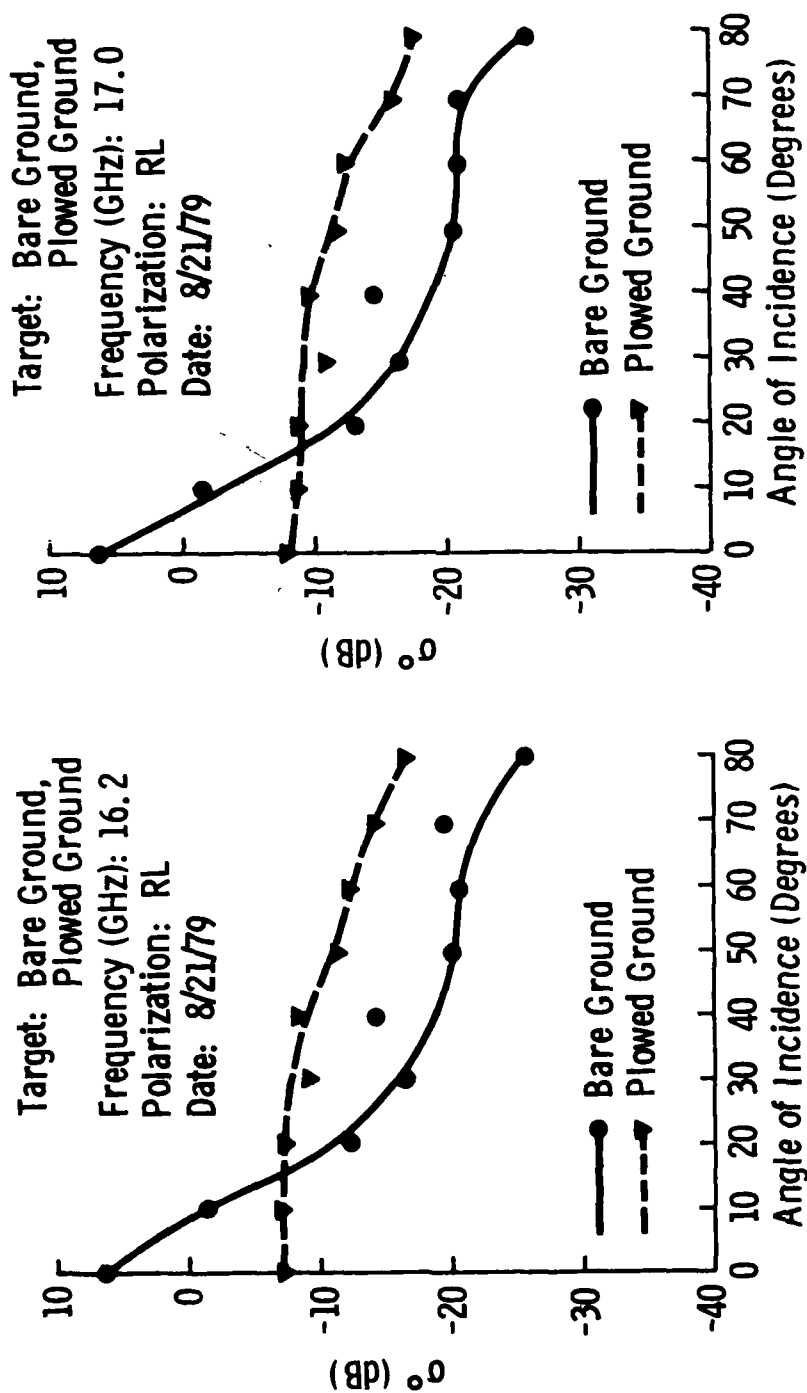 Target: Bare Ground,
Plowed Ground
Frequency (GHz): 16.2
Polarization: RL
Date: 8/21/79
10
0
-10
-20
-30
-40
σ° (dB)
Bare Ground
Plowed Ground
0 10 20 30 40 50 60 70 80
Angle of Incidence (Degrees)
Target: Bare Ground,
Plowed Ground
Frequency (GHz): 17.0
Polarization: RL
Date: 8/21/79
10
0
-10
-20
-30
-40
σ° (dB)
Bare Ground
Plowed Ground
0 10 20 30 40 50 60 70 80
Angle of Incidence (Degrees)